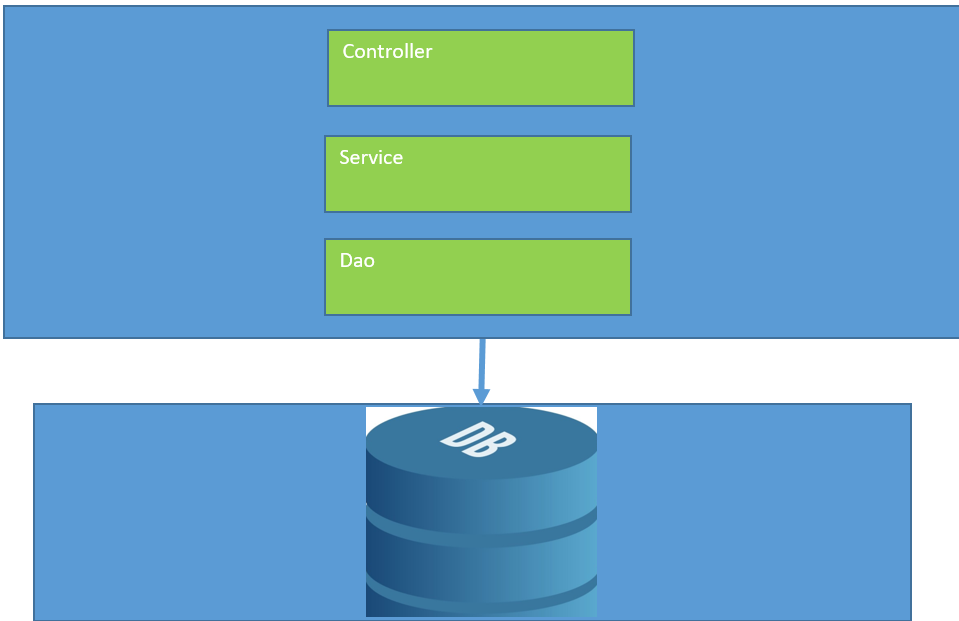 Controller
Service
Dao
DB